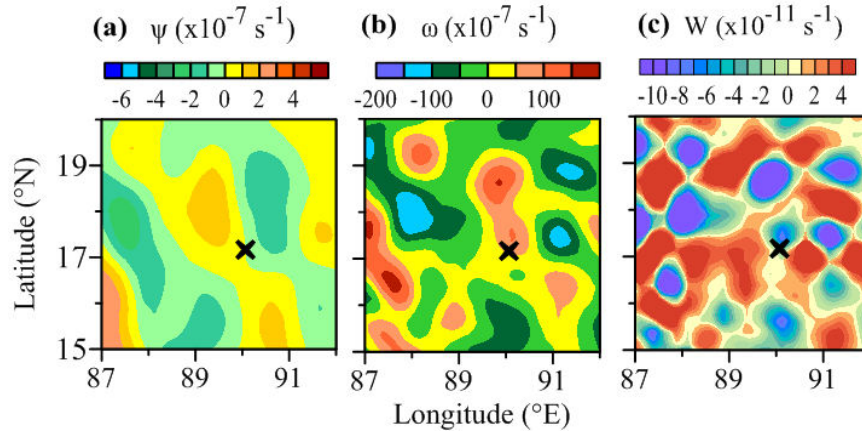 (a) ψ (x10⁻⁷ s⁻¹)
(b) ω (x10⁻⁷ s⁻¹)
(c) W (x10⁻¹¹ s⁻¹)
-6 -4 -2 0 2 4
-200 -100 0 100
-10 -8 -6 -4 -2 0 2 4
Latitude (°N)
19
17
15
87 89 91
87 89 91
87 89 91
Longitude (°E)